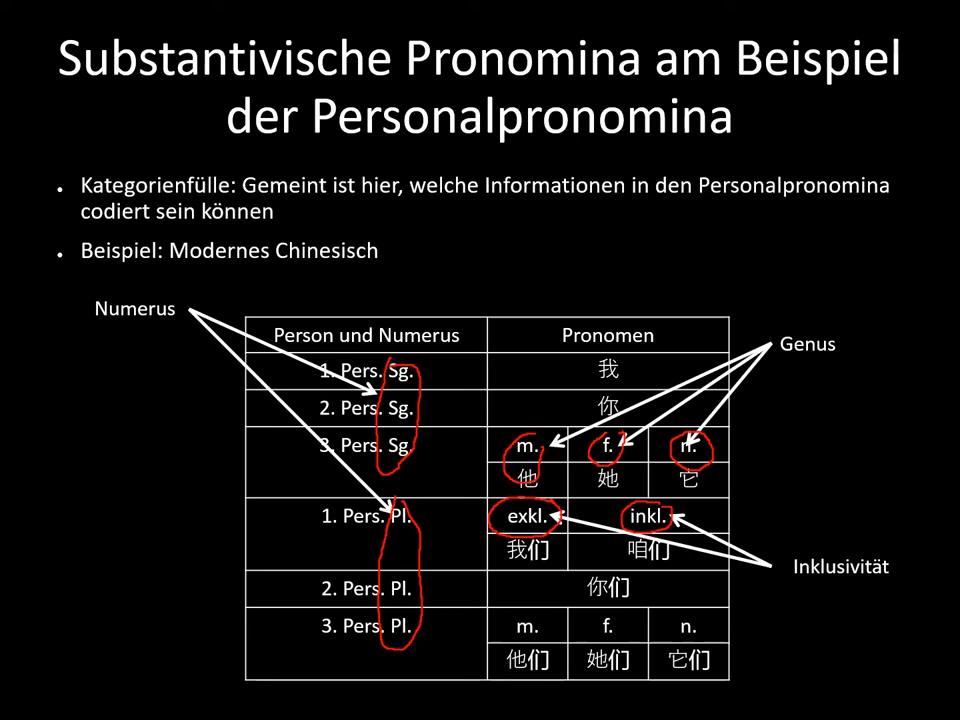 Substantivische Pronomina am Beispiel
der Personalpronomina
Kategorienfülle: Gemeint ist hier, welche Informationen in den Personalpronomina
codiert sein können
Beispiel: Modernes Chinesisch
Numerus
Person und Numerus Pronomen
Genus
1. Pers. Sg. 我
2. Pers. Sg. 你
3. Pers. Sg. m. f. n.
他 她 它
1. Pers. Pl. exkl. inkl.
我们 咱们
Inklusivität
2. Pers. Pl. 你们
3. Pers. Pl. m. f. n.
他们 她们 它们